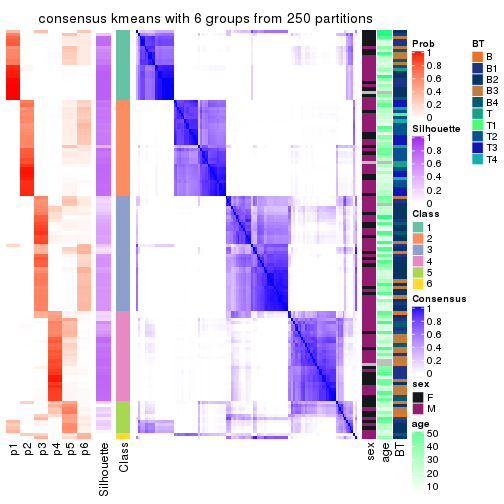 consensus kmeans with 6 groups from 250 partitions
Prob
1
0.8
0.6
0.4
0.2
0
Silhouette
1
0.8
0.6
0.4
0.2
0
Class
1
2
3
4
5
6
Consensus
1
0.8
0.6
0.4
0.2
0
sex
F
M
age
50
40
30
20
10
BT
B
B1
B2
B3
B4
T
T1
T2
T3
T4
p1
p2
p3
p4
p5
p6
Silhouette
Class
sex
age
BT